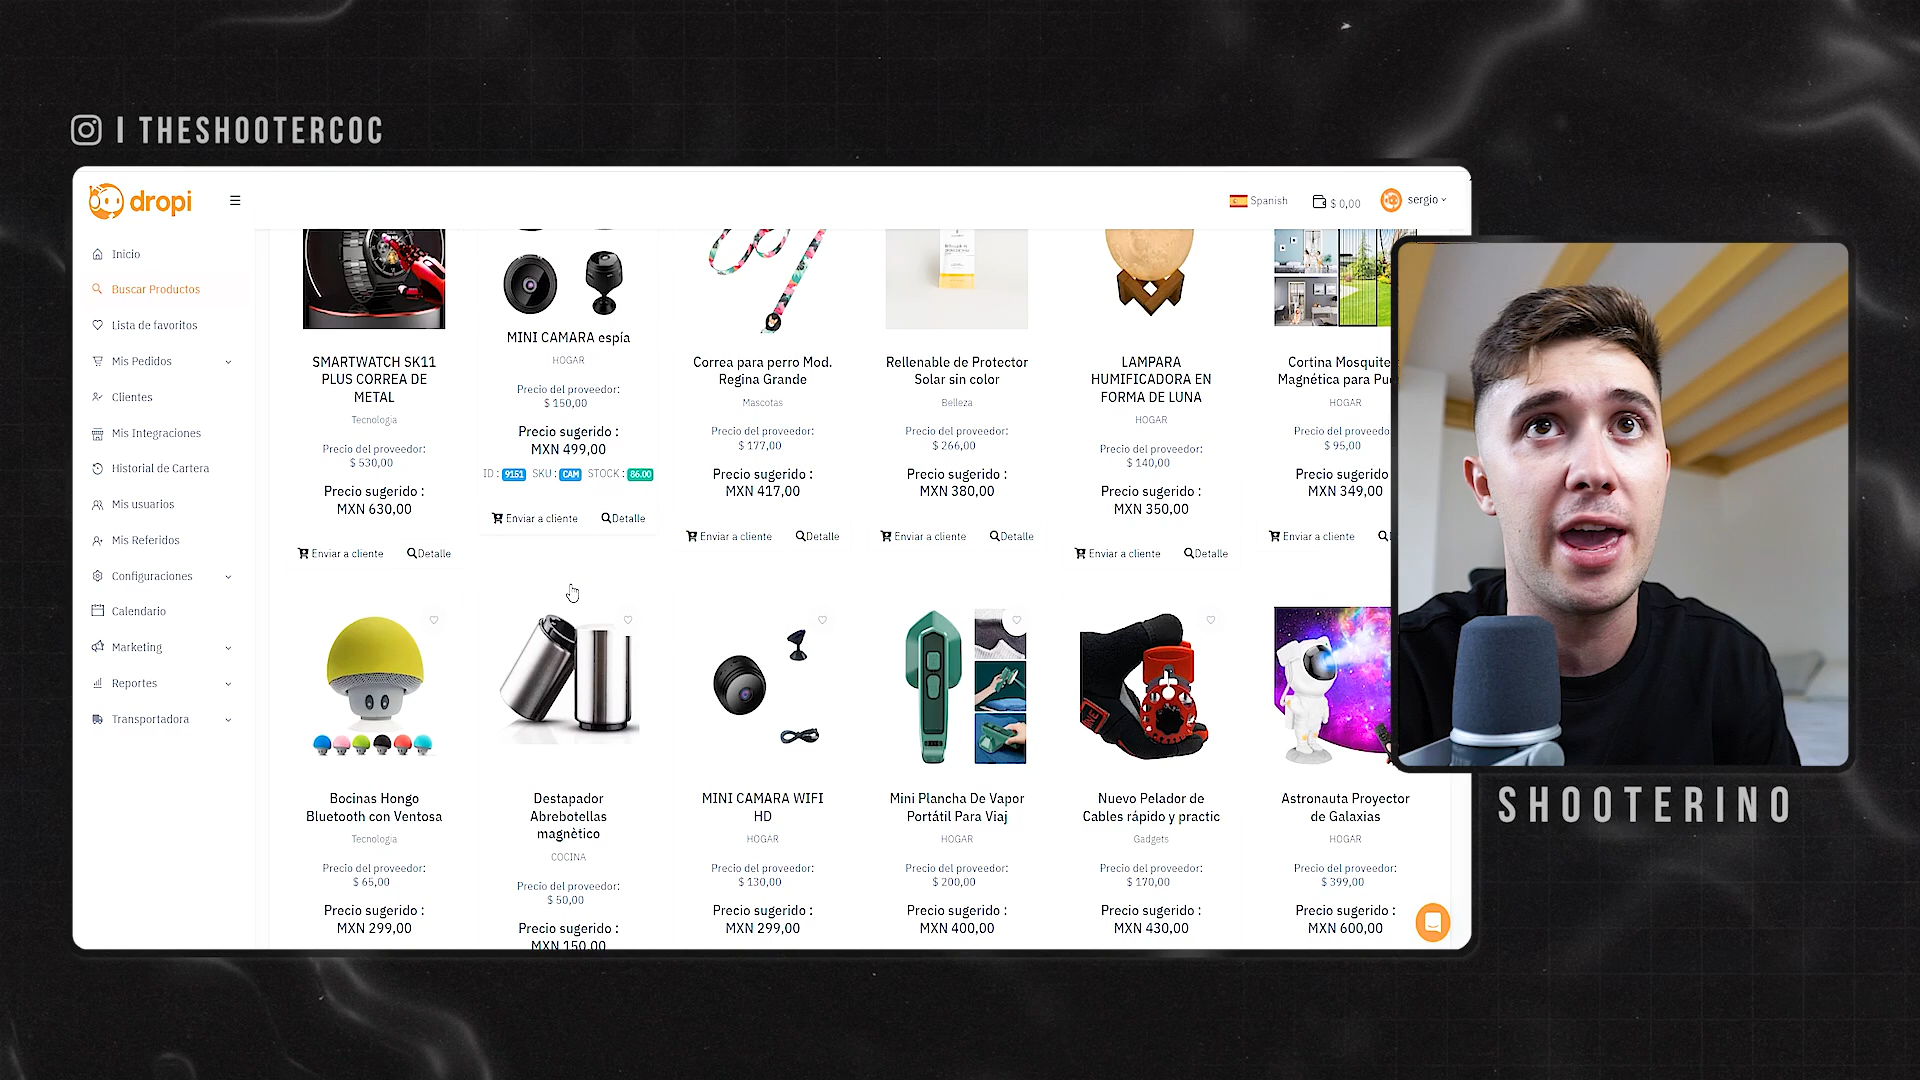 I THESHOOTERCOC
dropi
Spanish
$ 0,00
sergio
Inicio
Buscar Productos
Lista de favoritos
Mis Pedidos
Clientes
Mis Integraciones
Historial de Cartera
Mis usuarios
Mis Referidos
Configuraciones
Calendario
Marketing
Reportes
Transportadora
SMARTWATCH SK11
PLUS CORREA DE
METAL
Tecnologia
Precio del proveedor:
$ 530,00
Precio sugerido :
MXN 630,00
Enviar a cliente
Detalle
MINI CAMARA espía
HOGAR
Precio del proveedor:
$ 150,00
Precio sugerido :
MXN 499,00
ID : 9151 SKU : CAM STOCK : 86.00
Enviar a cliente
Detalle
Correa para perro Mod.
Regina Grande
Mascotas
Precio del proveedor:
$ 177,00
Precio sugerido :
MXN 417,00
Enviar a cliente
Detalle
Rellenable de Protector
Solar sin color
Belleza
Precio del proveedor:
$ 266,00
Precio sugerido :
MXN 380,00
Enviar a cliente
Detalle
LAMPARA
HUMIFICADORA EN
FORMA DE LUNA
HOGAR
Precio del proveedor:
$ 140,00
Precio sugerido :
MXN 350,00
Enviar a cliente
Detalle
Cortina Mosquite
Magnética para Pu
HOGAR
Precio del proveedo
$ 95,00
Precio sugerido
MXN 349,00
Enviar a cliente
Bocinas Hongo
Bluetooth con Ventosa
Tecnologia
Precio del proveedor:
$ 65,00
Precio sugerido :
MXN 299,00
Destapador
Abrebotellas
magnètico
COCINA
Precio del proveedor:
$ 50,00
Precio sugerido :
MXN 150,00
MINI CAMARA WIFI
HD
HOGAR
Precio del proveedor:
$ 130,00
Precio sugerido :
MXN 299,00
Mini Plancha De Vapor
Portátil Para Viaj
HOGAR
Precio del proveedor:
$ 200,00
Precio sugerido :
MXN 400,00
Nuevo Pelador de
Cables rápido y practic
Gadgets
Precio del proveedor:
$ 170,00
Precio sugerido :
MXN 430,00
Astronauta Proyector
de Galaxias
HOGAR
Precio del proveedor:
$ 399,00
Precio sugerido :
MXN 600,00
SHOOTERINO